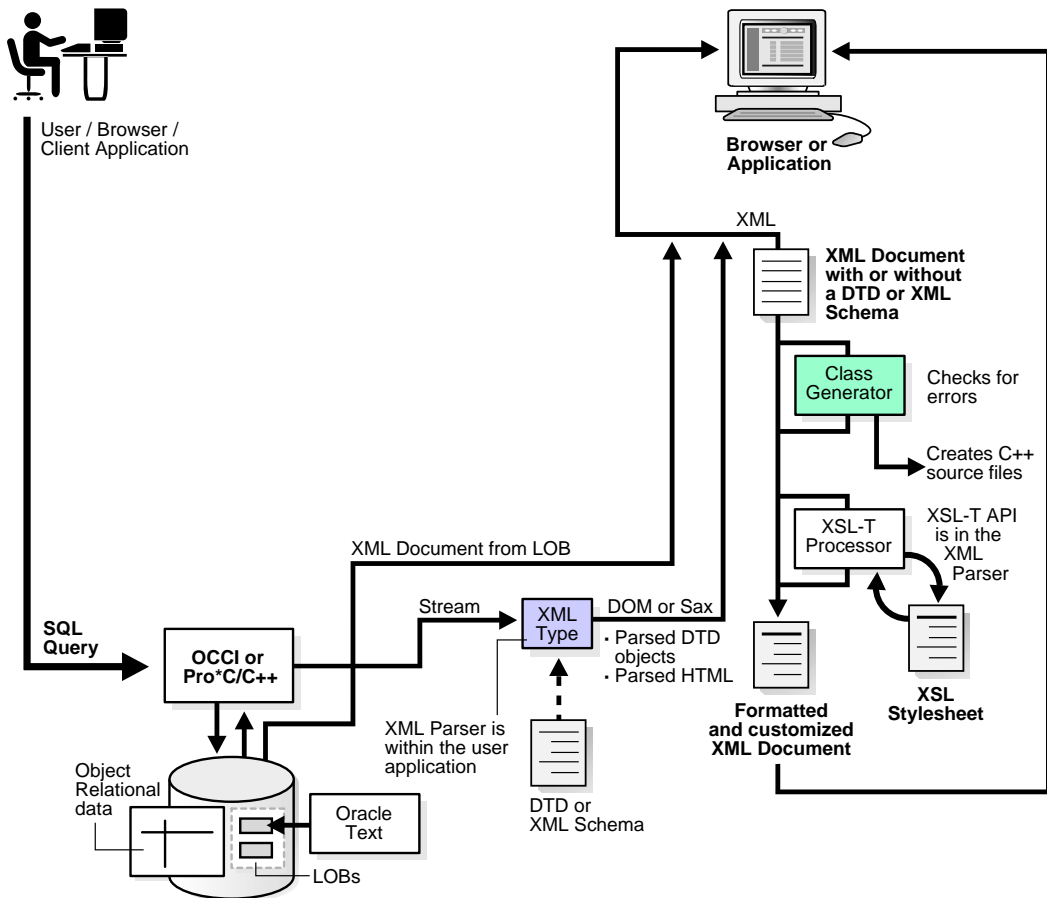 User / Browser /
Client Application
Browser or
Application
XML
XML Document
with or without
a DTD or XML
Schema
Class
Generator
Checks for
errors
Creates C++
source files
XSL-T
Processor
XSL-T API
is in the
XML
Parser
XML Document from LOB
Stream
XML
Type
DOM or Sax
· Parsed DTD
objects
· Parsed HTML
SQL
Query
OCCI or
Pro*C/C++
XSL
Stylesheet
Formatted
and customized
XML Document
XML Parser is
within the user
application
Object
Relational
data
Oracle
Text
DTD or
XML Schema
LOBs